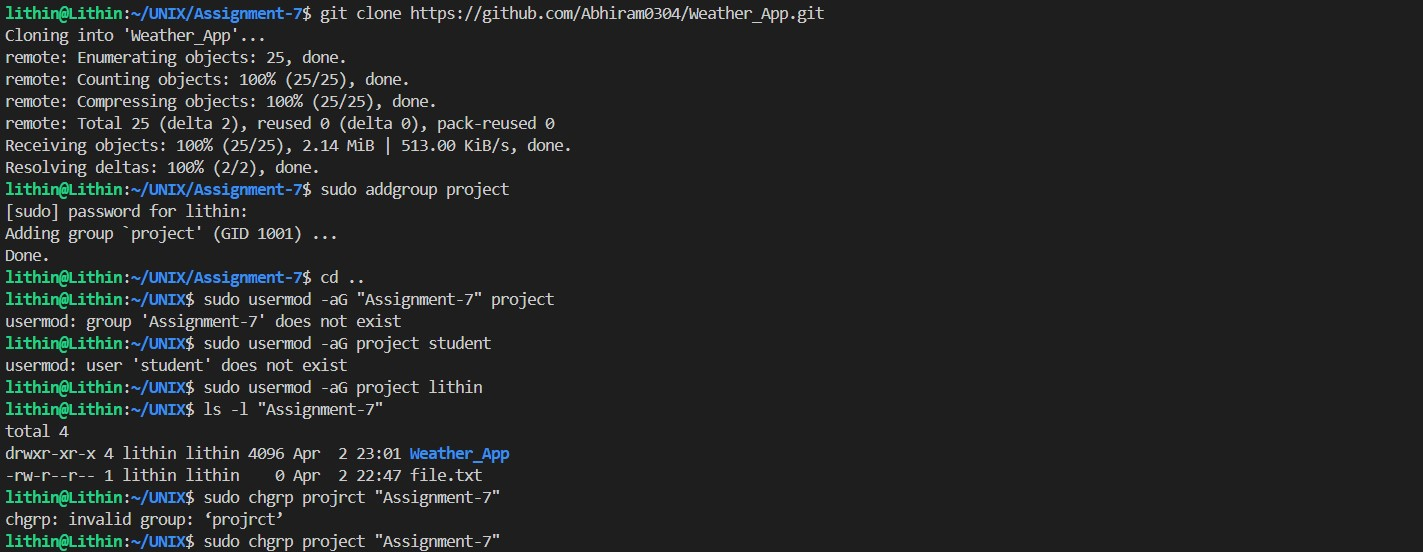 lithin@Lithin:~/UNIX/Assignment-7$ git clone https://github.com/Abhiram0304/Weather_App.git
Cloning into 'Weather_App'...
remote: Enumerating objects: 25, done.
remote: Counting objects: 100% (25/25), done.
remote: Compressing objects: 100% (25/25), done.
remote: Total 25 (delta 2), reused 0 (delta 0), pack-reused 0
Receiving objects: 100% (25/25), 2.14 MiB | 513.00 KiB/s, done.
Resolving deltas: 100% (2/2), done.
lithin@Lithin:~/UNIX/Assignment-7$ sudo addgroup project
[sudo] password for lithin:
Adding group `project' (GID 1001) ...
Done.
lithin@Lithin:~/UNIX/Assignment-7$ cd ..
lithin@Lithin:~/UNIX$ sudo usermod -aG "Assignment-7" project
usermod: group 'Assignment-7' does not exist
lithin@Lithin:~/UNIX$ sudo usermod -aG project student
usermod: user 'student' does not exist
lithin@Lithin:~/UNIX$ sudo usermod -aG project lithin
lithin@Lithin:~/UNIX$ ls -l "Assignment-7"
total 4
drwxr-xr-x 4 lithin lithin 4096 Apr  2 23:01 Weather_App
-rw-r--r-- 1 lithin lithin    0 Apr  2 22:47 file.txt
lithin@Lithin:~/UNIX$ sudo chgrp projrct "Assignment-7"
chgrp: invalid group: ‘projrct’
lithin@Lithin:~/UNIX$ sudo chgrp project "Assignment-7"